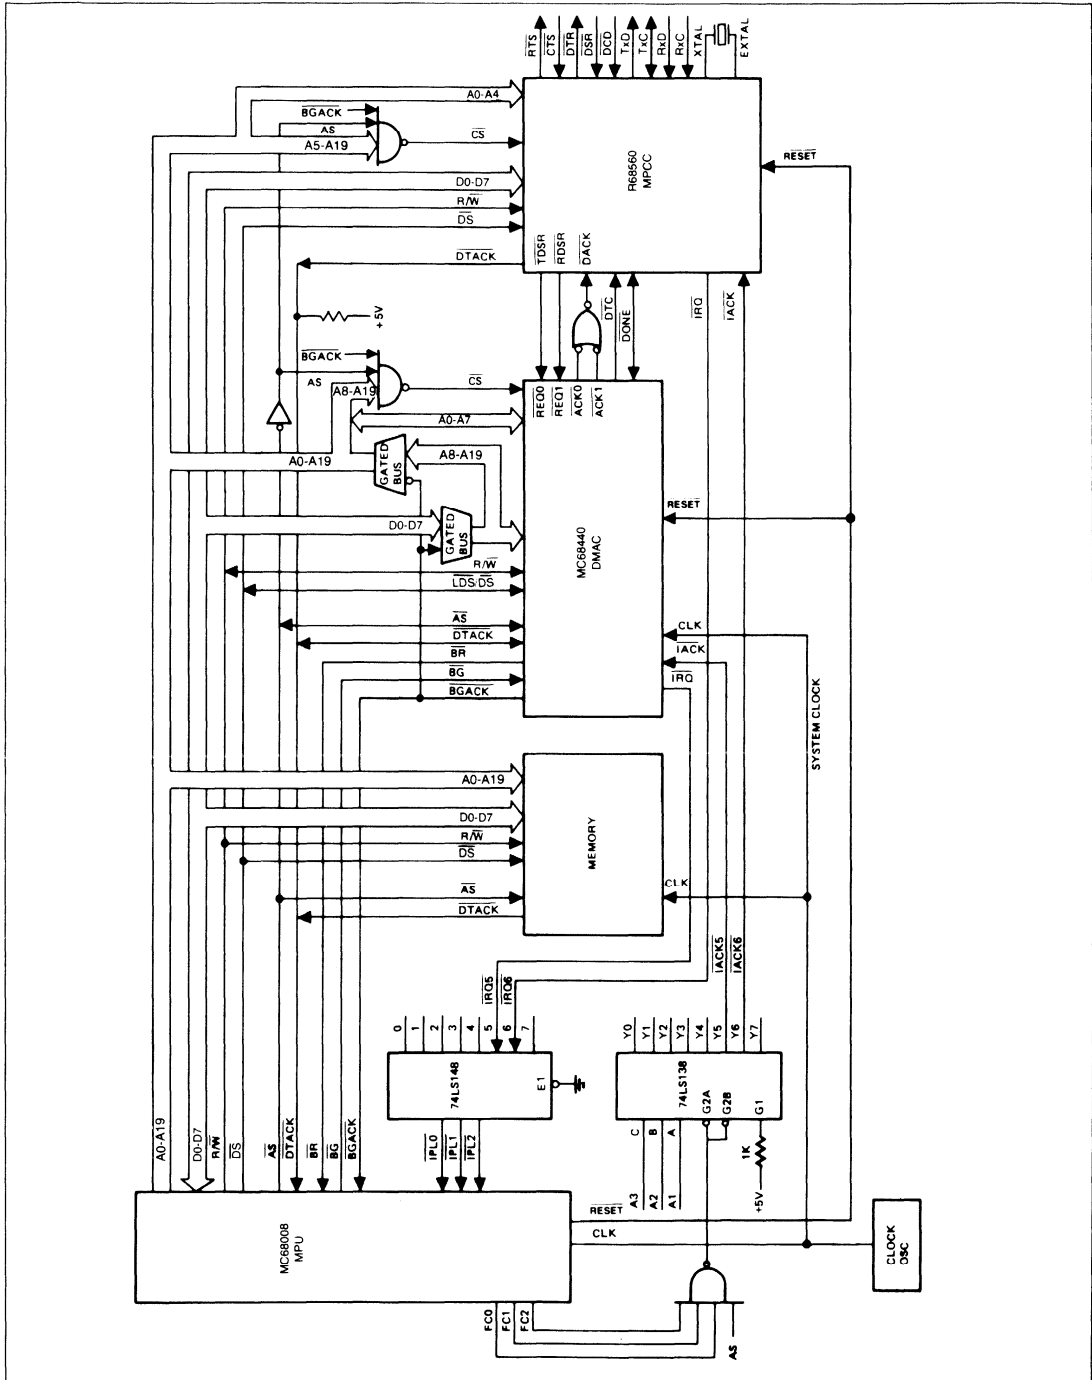 RTS
CTS
DTR
DSR
DCD
TxD
TxC
RxD
RxC
XTAL
EXTAL
A0-A4
BGACK
AS
A5-A19
CS
D0-D7
R/W
DS
DTACK
R68560
MPCC
RESET
TDSR
RDSR
DACK
DTC
DONE
IRQ
IACK
+5V
BGACK
AS
A8-A19
CS
A0-A7
REQ0
REQ1
ACK0
ACK1
A0-A19
GATED
BUS
A8-A19
D0-D7
GATED
BUS
R/W
LDS/DS
AS
DTACK
BR
BG
BGACK
MC68440
DMAC
RESET
CLK
IACK
IRQ
SYSTEM CLOCK
A0-A19
D0-D7
R/W
DS
AS
DTACK
MEMORY
CLK
IRQ5
IRQ6
IACK5
IACK6
0
1
2
3
4
5
6
7
74LS148
E1
Y0
Y1
Y2
Y3
Y4
Y5
Y6
Y7
74LS138
C
B
A
G2A
G2B
G1
1K
+5V
A3
A2
A1
A0-A19
D0-D7
R/W
DS
AS
DTACK
BR
BG
BGACK
IPL0
IPL1
IPL2
MC68008
MPU
RESET
CLK
FC0
FC1
FC2
AS
CLOCK
OSC